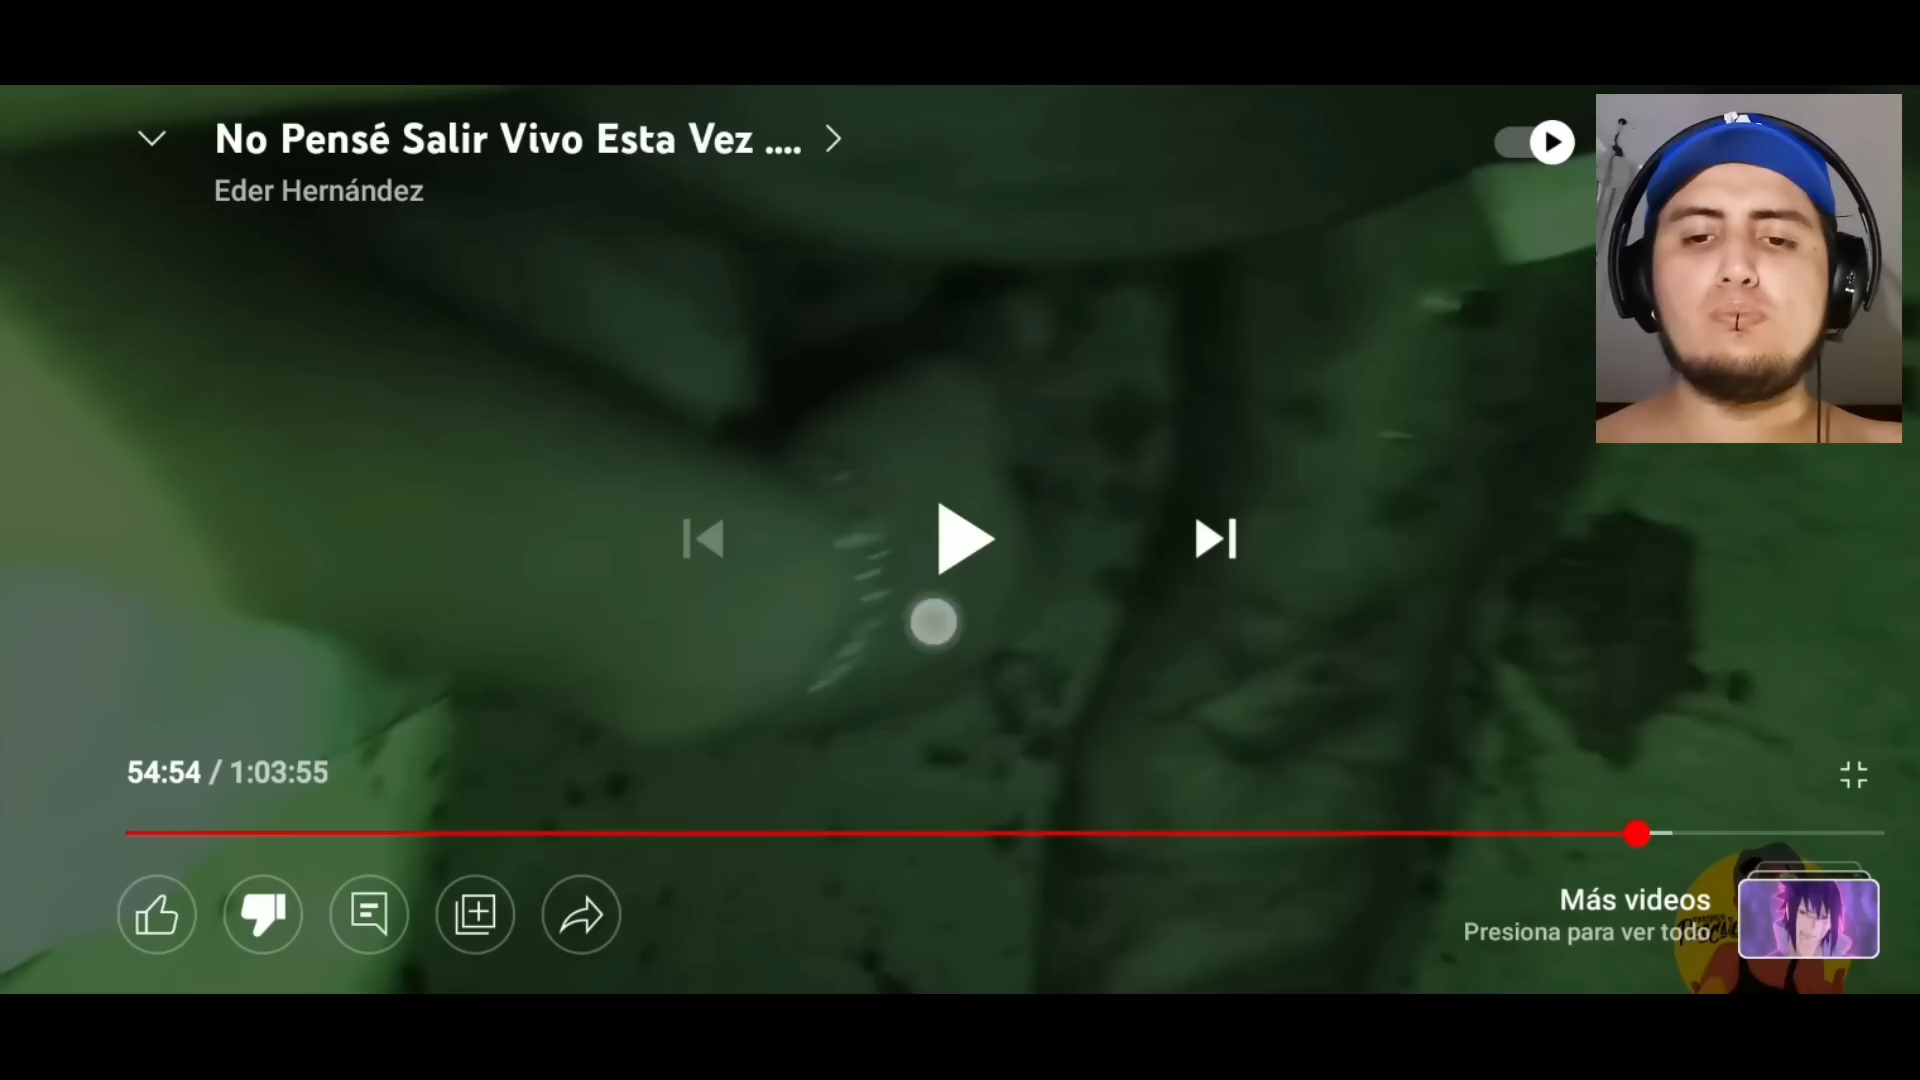 No Pensé Salir Vivo Esta Vez ....
Eder Hernández
54:54 / 1:03:55
Más videos
Presiona para ver todo